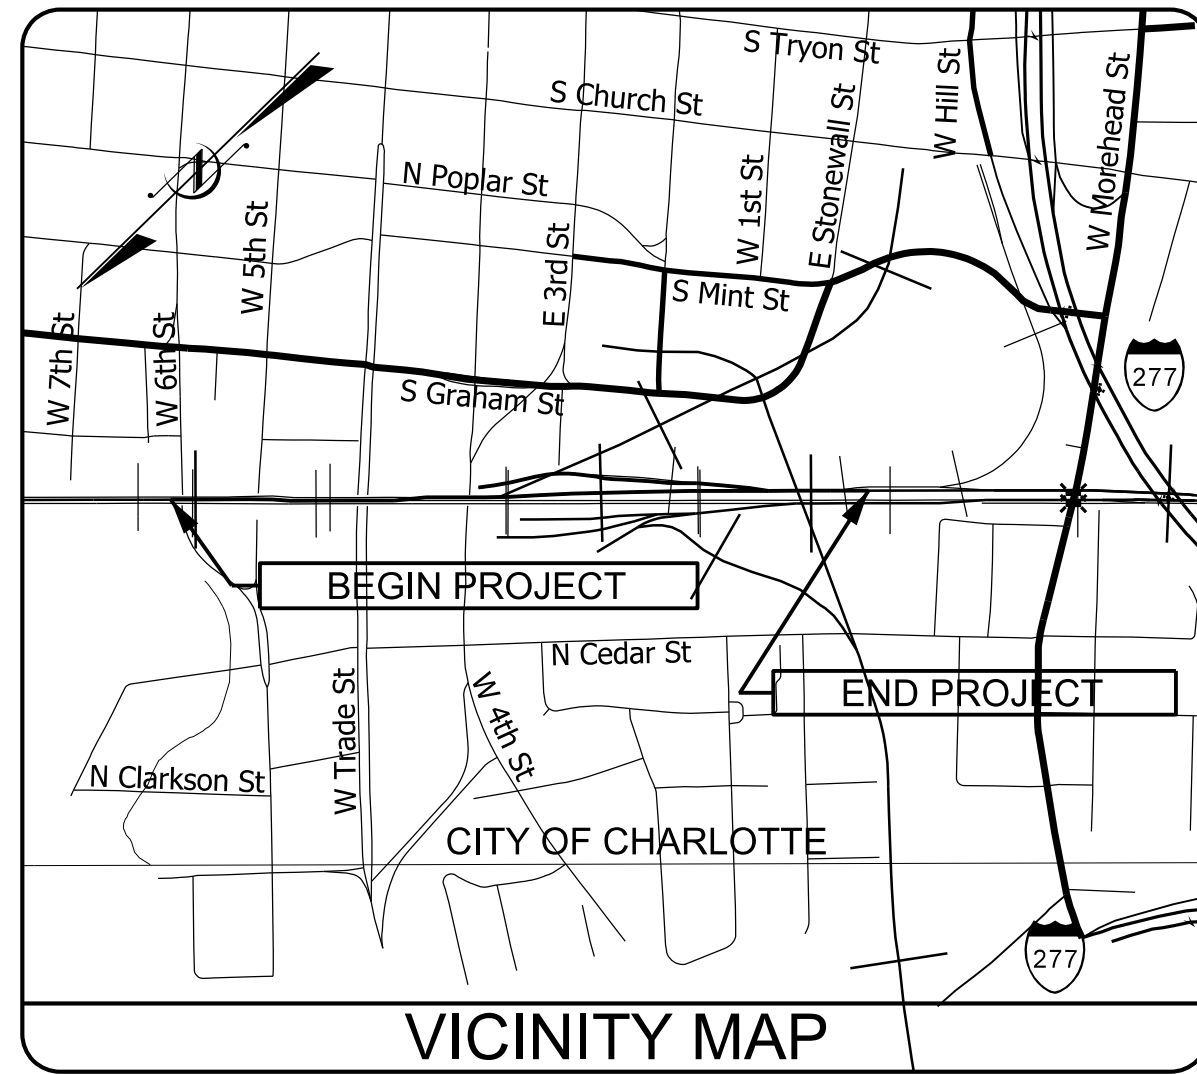 S Tryon St
S Church St
W Hill St
W Morehead St
N Poplar St
W 1st St
E Stonewall St
W 5th St
E 3rd St
S Mint St
W 7th St
W 6th St
S Graham St
277
BEGIN PROJECT
N Cedar St
END PROJECT
W Trade St
W 4th St
N Clarkson St
CITY OF CHARLOTTE
277
VICINITY MAP